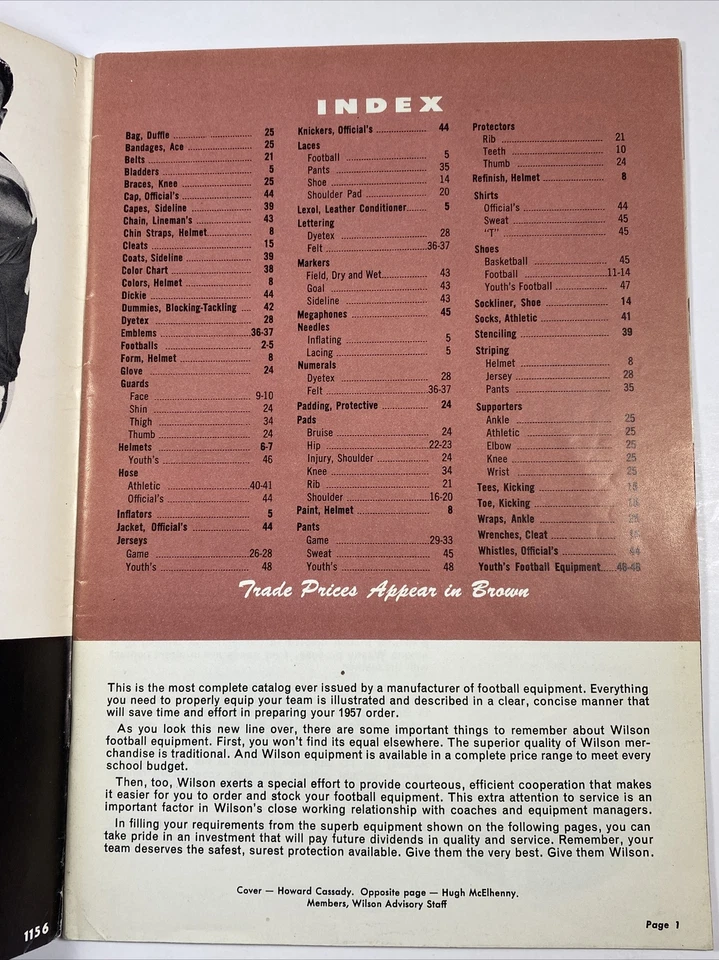 INDEX
Bag, Duffle 25
Bandages, Ace 25
Belts 21
Bladders 5
Braces, Knee 25
Cap, Official's 44
Capes, Sideline 39
Chain, Lineman's 43
Chin Straps, Helmet 8
Cleats 15
Coats, Sideline 39
Color Chart 38
Colors, Helmet 8
Dickie 44
Dummies, Blocking-Tackling 42
Dyetex 28
Emblems 36-37
Footballs 2-5
Form, Helmet 8
Glove 24
Guards
Face 9-10
Shin 24
Thigh 34
Thumb 24
Helmets 6-7
Youth's 46
Hose
Athletic 40-41
Official's 44
Inflators 5
Jacket, Official's 44
Jerseys
Game 26-28
Youth's 48
Knickers, Official's 44
Laces
Football 5
Pants 35
Shoe 14
Shoulder Pad 20
Lexol, Leather Conditioner 5
Lettering
Dyetex 28
Felt 36-37
Markers
Field, Dry and Wet 43
Goal 43
Sideline 43
Megaphones 45
Needles
Inflating 5
Lacing 5
Numerals
Dyetex 28
Felt 36-37
Padding, Protective 24
Pads
Bruise 24
Hip 22-23
Injury, Shoulder 24
Knee 34
Rib 21
Shoulder 16-20
Paint, Helmet 8
Pants
Game 29-33
Sweat 45
Youth's 48
Protectors
Rib 21
Teeth 10
Thumb 24
Refinish, Helmet 8
Shirts
Official's 44
Sweat 45
"T" 45
Shoes
Basketball 45
Football 11-14
Youth's Football 47
Sockliner, Shoe 14
Socks, Athletic 41
Stenciling 39
Striping
Helmet 8
Jersey 28
Pants 35
Supporters
Ankle 25
Athletic 25
Elbow 25
Knee 25
Wrist 25
Tees, Kicking
Toe, Kicking
Wraps, Ankle
Wrenches, Cleat
Whistles, Official's 44
Youth's Football Equipment
Trade Prices Appear in Brown
This is the most complete catalog ever issued by a manufacturer of football equipment. Everything
you need to properly equip your team is illustrated and described in a clear, concise manner that
will save time and effort in preparing your 1957 order.
As you look this new line over, there are some important things to remember about Wilson
football equipment. First, you won't find its equal elsewhere. The superior quality of Wilson mer-
chandise is traditional. And Wilson equipment is available in a complete price range to meet every
school budget.
Then, too, Wilson exerts a special effort to provide courteous, efficient cooperation that makes
it easier for you to order and stock your football equipment. This extra attention to service is an
important factor in Wilson's close working relationship with coaches and equipment managers.
In filling your requirements from the superb equipment shown on the following pages, you can
take pride in an investment that will pay future dividends in quality and service. Remember, your
team deserves the safest, surest protection available. Give them the very best. Give them Wilson.
Cover — Howard Cassady. Opposite page — Hugh McElhenny.
Members, Wilson Advisory Staff
Page 1
1156